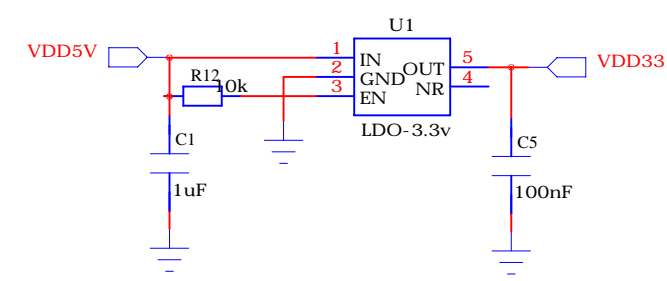 U1
VDD5V
1
IN
OUT
5
VDD33
2
GND
NR
4
R12
10k
3
EN
LDO-3.3v
C1
1uF
C5
100nF